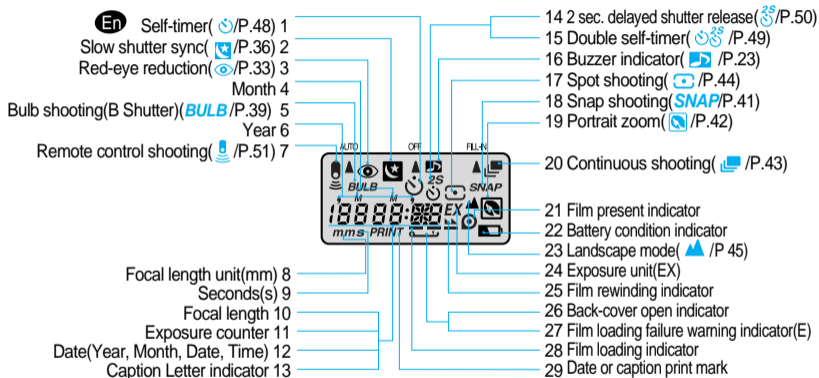 En
Self-timer( /P.48) 1
Slow shutter sync( /P.36) 2
Red-eye reduction( /P.33) 3
Month 4
Bulb shooting(B Shutter)(BULB/P.39) 5
Year 6
Remote control shooting( /P.51) 7
Focal length unit(mm) 8
Seconds(s) 9
Focal length 10
Exposure counter 11
Date(Year, Month, Date, Time) 12
Caption Letter indicator 13
AUTO OFF FILL-IN
BULB 2S SNAP
M M
18888:88 EX
mms PRINT
14 2 sec. delayed shutter release(2S/P.50)
15 Double self-timer( 2S /P.49)
16 Buzzer indicator( /P.23)
17 Spot shooting( /P.44)
18 Snap shooting(SNAP/P.41)
19 Portrait zoom( /P.42)
20 Continuous shooting( /P.43)
21 Film present indicator
22 Battery condition indicator
23 Landscape mode( /P 45)
24 Exposure unit(EX)
25 Film rewinding indicator
26 Back-cover open indicator
27 Film loading failure warning indicator(E)
28 Film loading indicator
29 Date or caption print mark